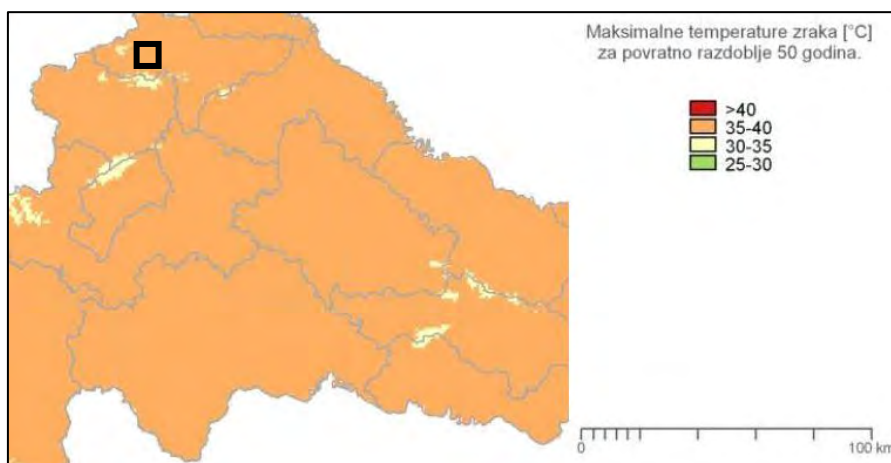 Maksimalne temperature zraka [°C]
za povratno razdoblje 50 godina.
>40
35-40
30-35
25-30
0 100 km